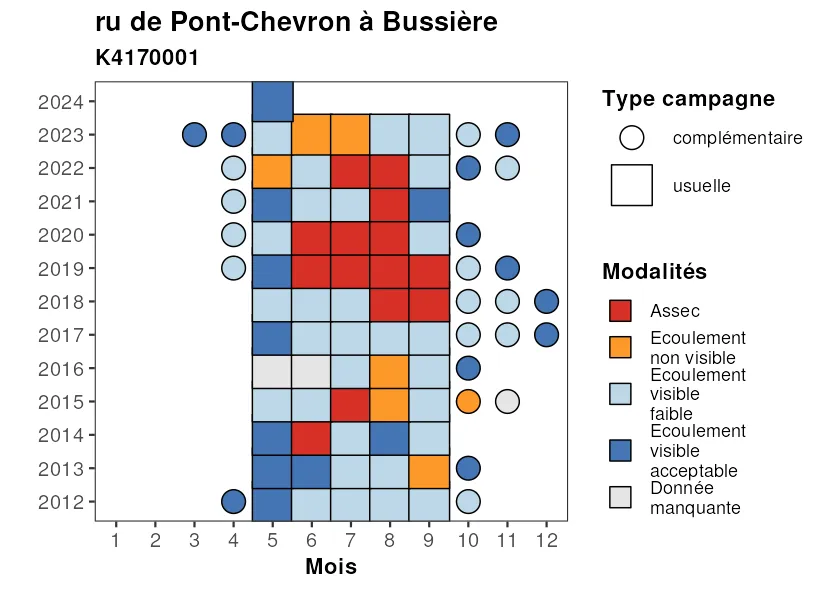 ru de Pont-Chevron à Bussière
K4170001
2024
2023
2022
2021
2020
2019
2018
2017
2016
2015
2014
2013
2012
1 2 3 4 5 6 7 8 9 10 11 12
Mois
Type campagne
complémentaire
usuelle
Modalités
Assec
Ecoulement
non visible
Ecoulement
visible
faible
Ecoulement
visible
acceptable
Donnée
manquante